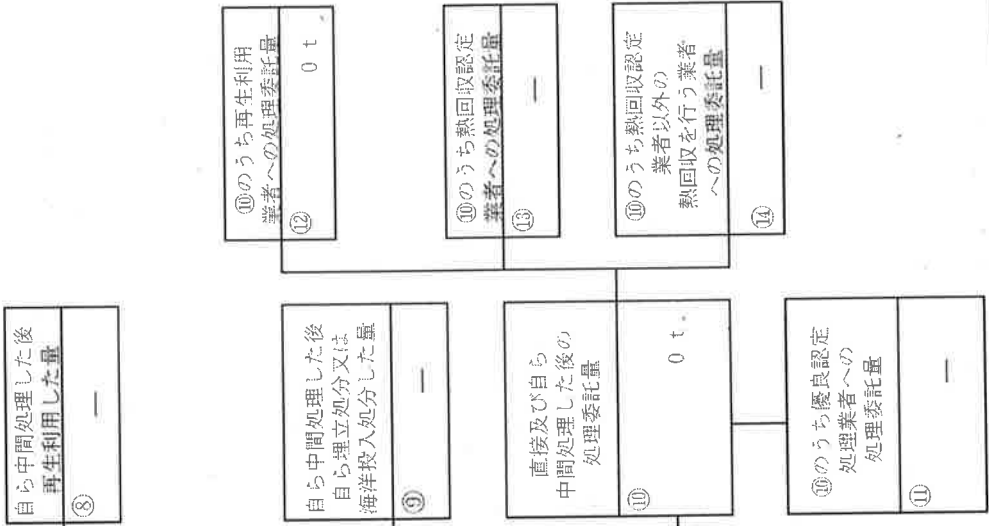 自ら中間処理した後
再生利用した量
⑧
—
自ら中間処理した後
自ら埋立処分又は
海洋投入処分した量
⑨
—
直接及び自ら
中間処理した後の
処理委託量
⑩
0 t
⑩のうち優良認定
処理業者への
処理委託量
⑪
—
⑩のうち再生利用
業者への処理委託量
⑫
0 t
⑩のうち熱回収認定
業者への処理委託量
⑬
—
⑩のうち熱回収認定
業者以外の
熱回収を行う業者
への処理委託量
⑭
—